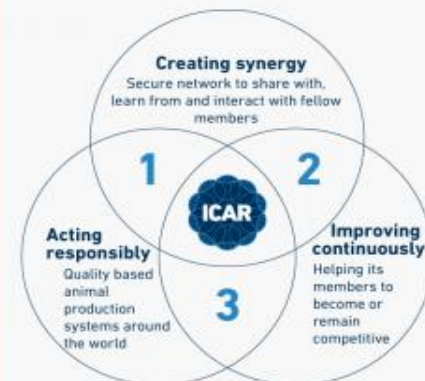 Creating synergy
Secure network to share with,
learn from and interact with fellow
members
1
2
ICAR
Acting
responsibly
Quality based
animal
production
systems around
the world
Improving
continuously
Helping its
members to
become or
remain
competitive
3